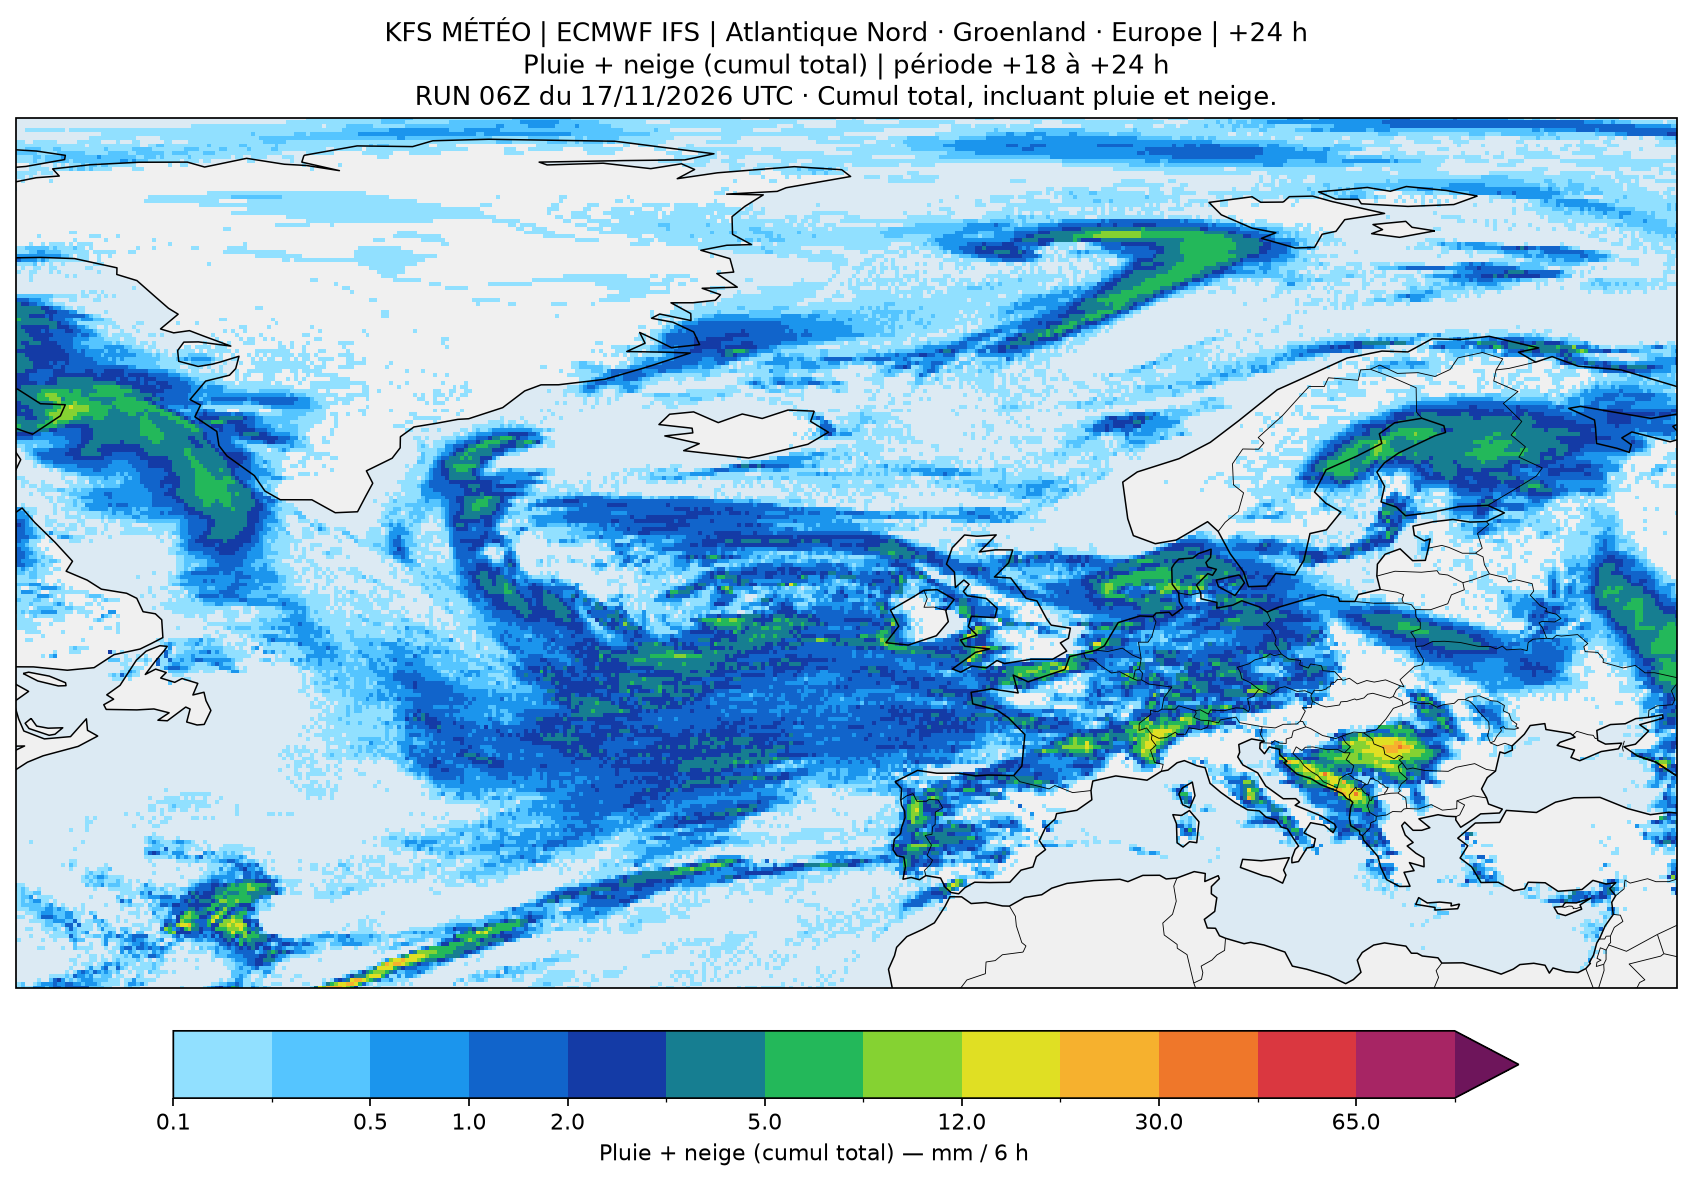 KFS MÉTÉO | ECMWF IFS | Atlantique Nord · Groenland · Europe | +24 h
Pluie + neige (cumul total) | période +18 à +24 h
RUN 06Z du 17/11/2026 UTC · Cumul total, incluant pluie et neige.
0.1 0.5 1.0 2.0 5.0 12.0 30.0 65.0
Pluie + neige (cumul total) — mm / 6 h